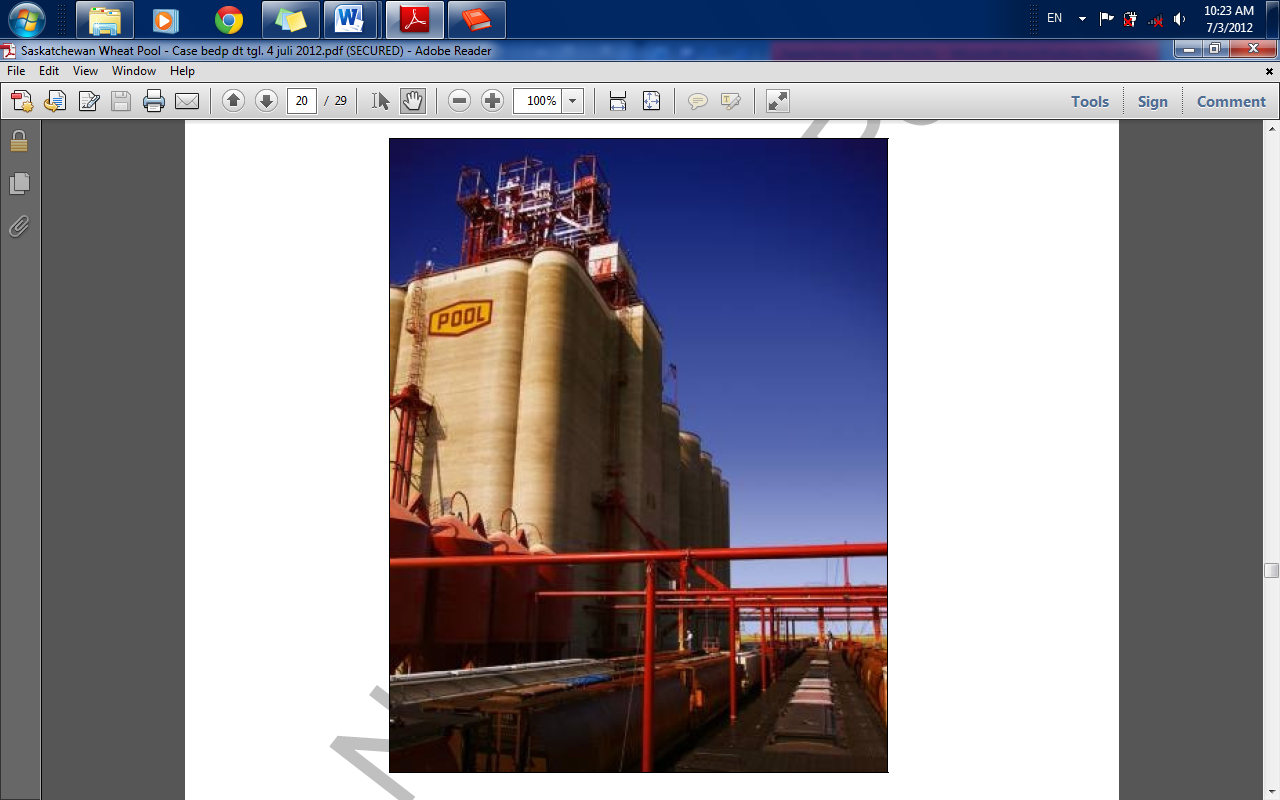 EN
10:23 AM
7/3/2012
Saskatchewan Wheat Pool - Case bedp dt tgl. 4 juli 2012.pdf (SECURED) - Adobe Reader
File Edit View Window Help
20 / 29
100%
Tools Sign Comment
POOL